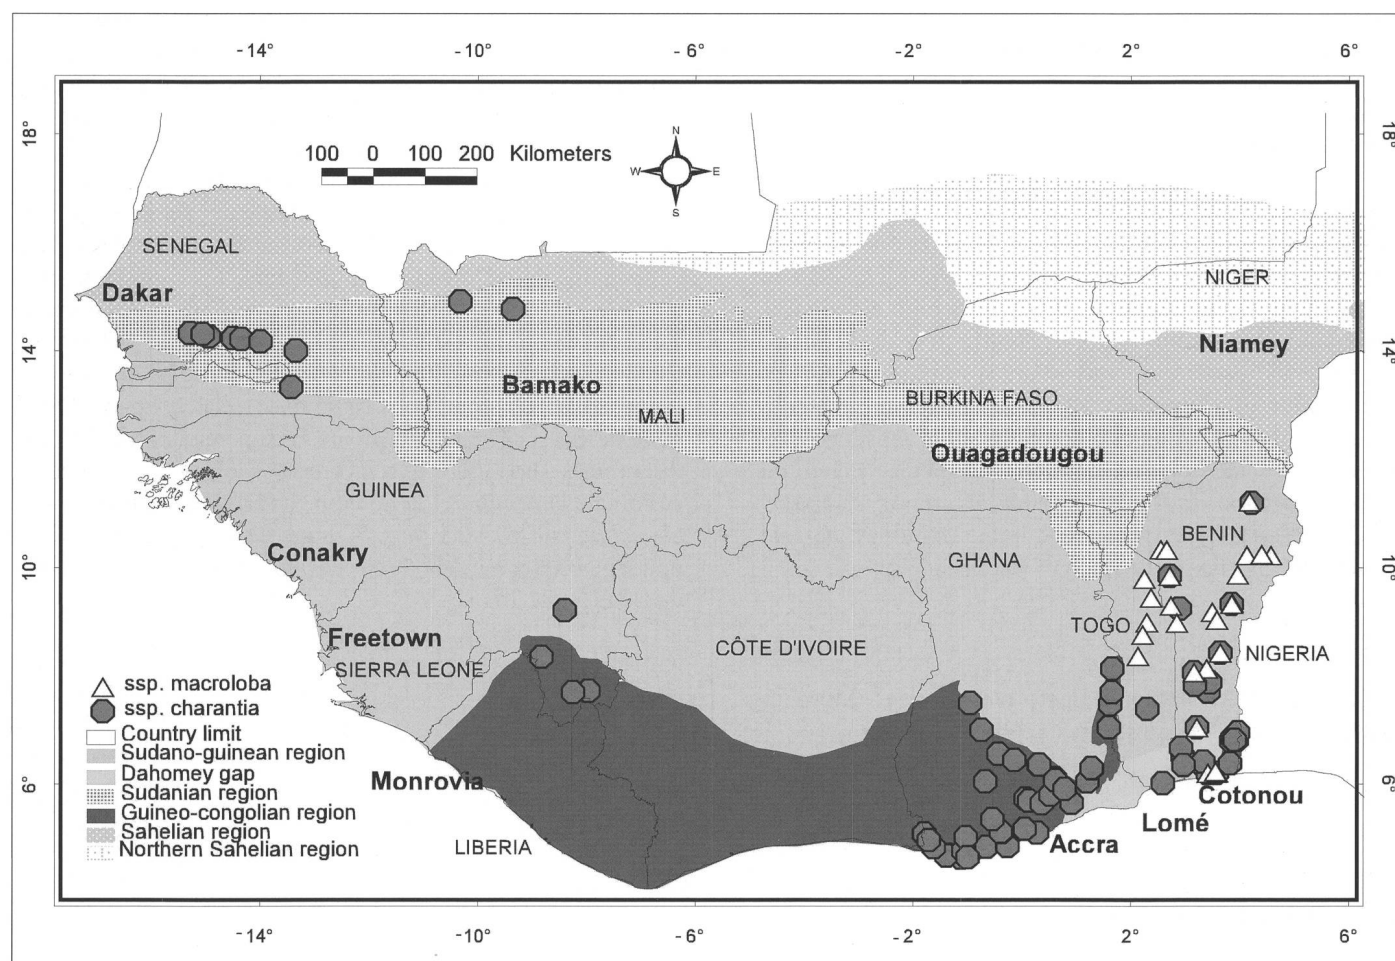 -14° -10° -6° -2° 2° 6°
18° 18°
N
100 0 100 200 Kilometers
W E
S
SENEGAL
NIGER
Dakar
14° Niamey 14°
Bamako
BURKINA FASO
MALI
Ouagadougou
GUINEA
BENIN
Conakry
GHANA
10° 10°
Freetown
TOGO
CÔTE D'IVOIRE
SIERRA LEONE
NIGERIA
ssp. macroloba
ssp. charantia
Country limit
Sudano-guinean region
Dahomey gap
Monrovia
6° 6°
Sudanian region
Cotonou
Guineo-congolian region
Lomé
Sahelian region
Accra
Northern Sahelian region
LIBERIA
-14° -10° -6° -2° 2° 6°